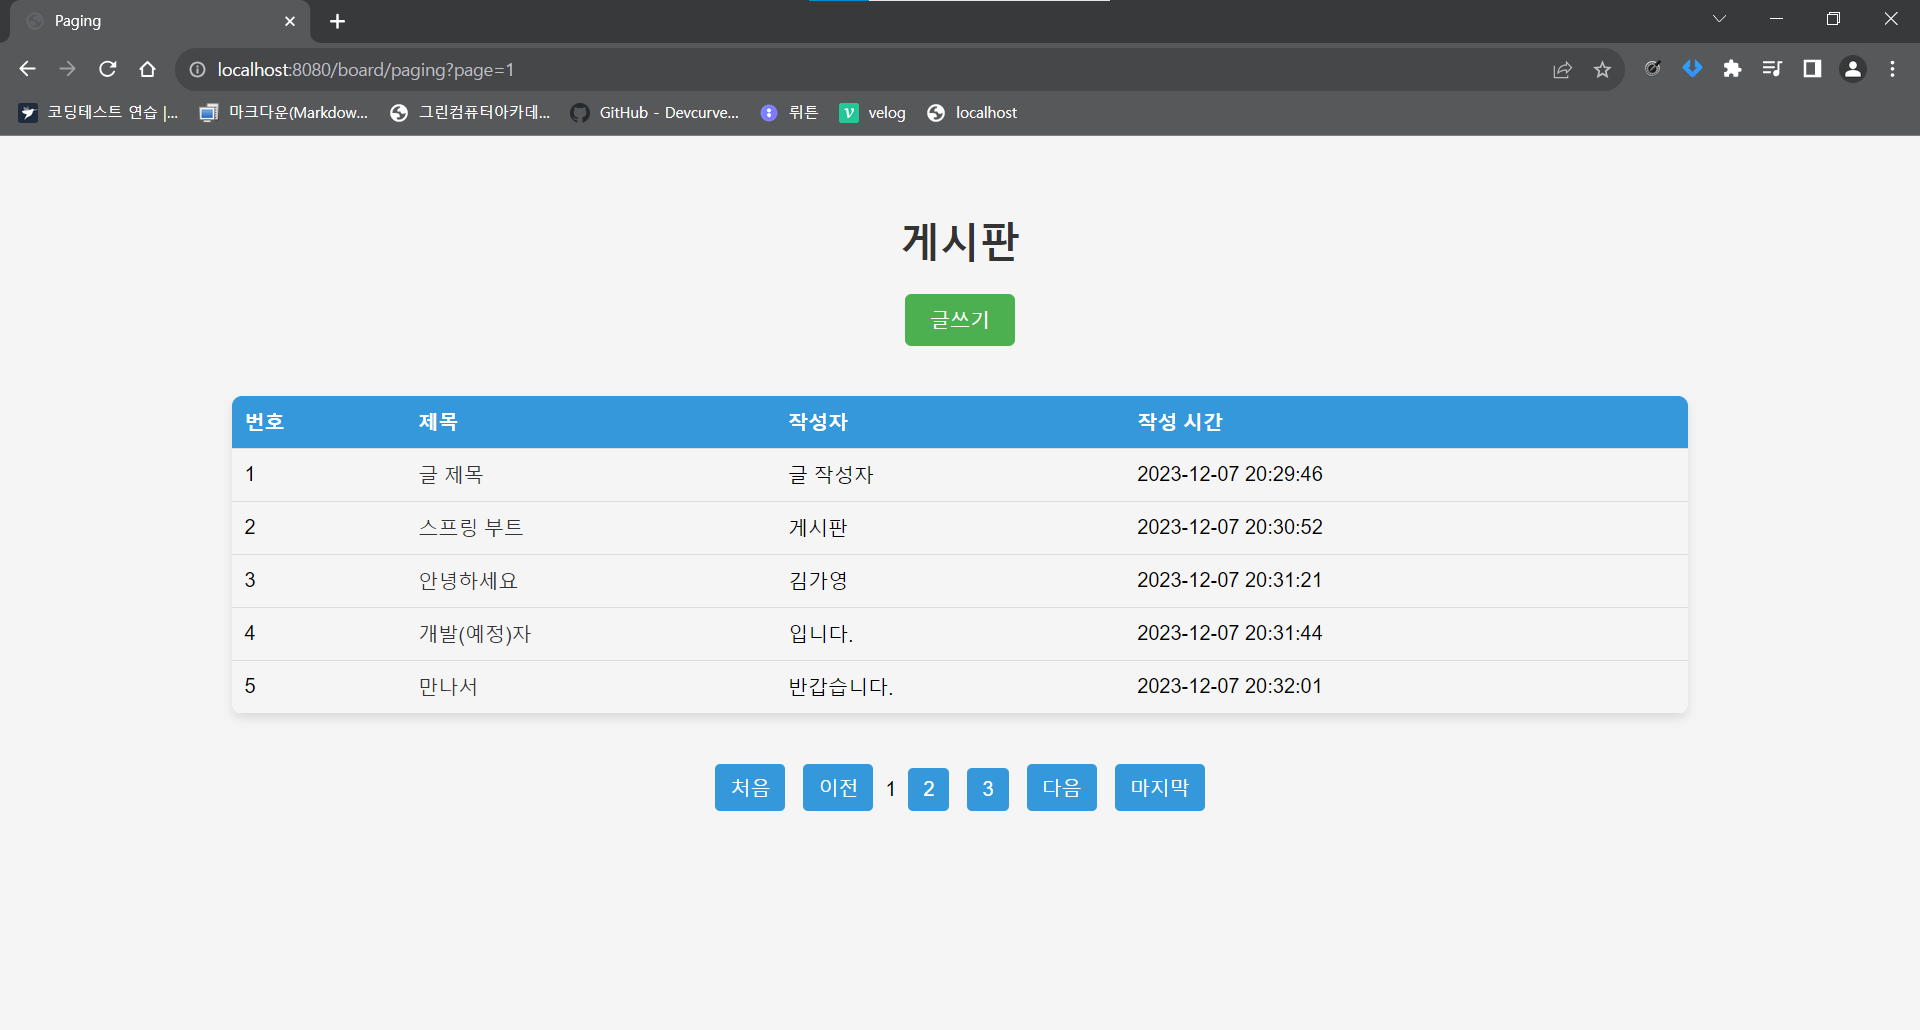 Paging
localhost:8080/board/paging?page=1
코딩테스트 연습 |... 마크다운(Markdow... 그린컴퓨터아카데... GitHub - Devcurve... 뤼튼 velog localhost
게시판
글쓰기
번호 제목 작성자 작성 시간
1 글 제목 글 작성자 2023-12-07 20:29:46
2 스프링 부트 게시판 2023-12-07 20:30:52
3 안녕하세요 김가영 2023-12-07 20:31:21
4 개발(예정)자 입니다. 2023-12-07 20:31:44
5 만나서 반갑습니다. 2023-12-07 20:32:01
처음 이전 1 2 3 다음 마지막